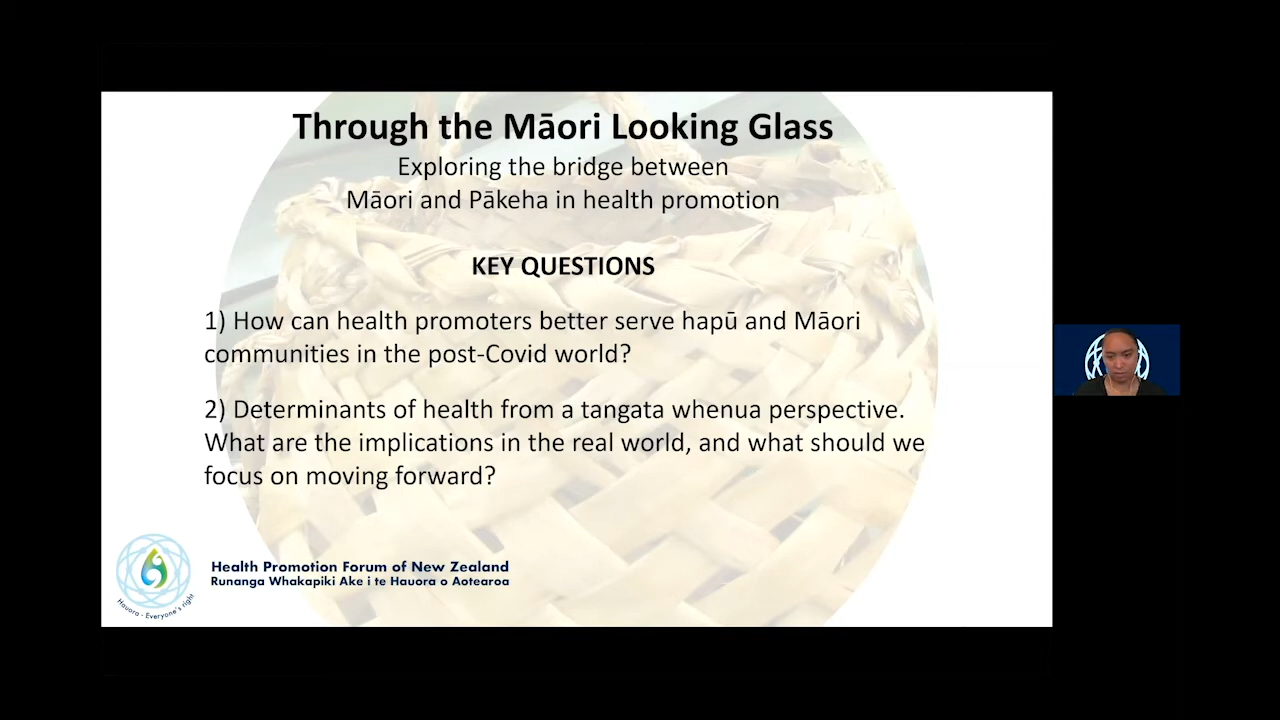 Through the Māori Looking Glass
Exploring the bridge between
Māori and Pākeha in health promotion
KEY QUESTIONS
1) How can health promoters better serve hapū and Māori
communities in the post-Covid world?
2) Determinants of health from a tangata whenua perspective.
What are the implications in the real world, and what should we
focus on moving forward?
Health Promotion Forum of New Zealand
Runanga Whakapiki Ake i te Hauora o Aotearoa
Hauora - Everyone's right